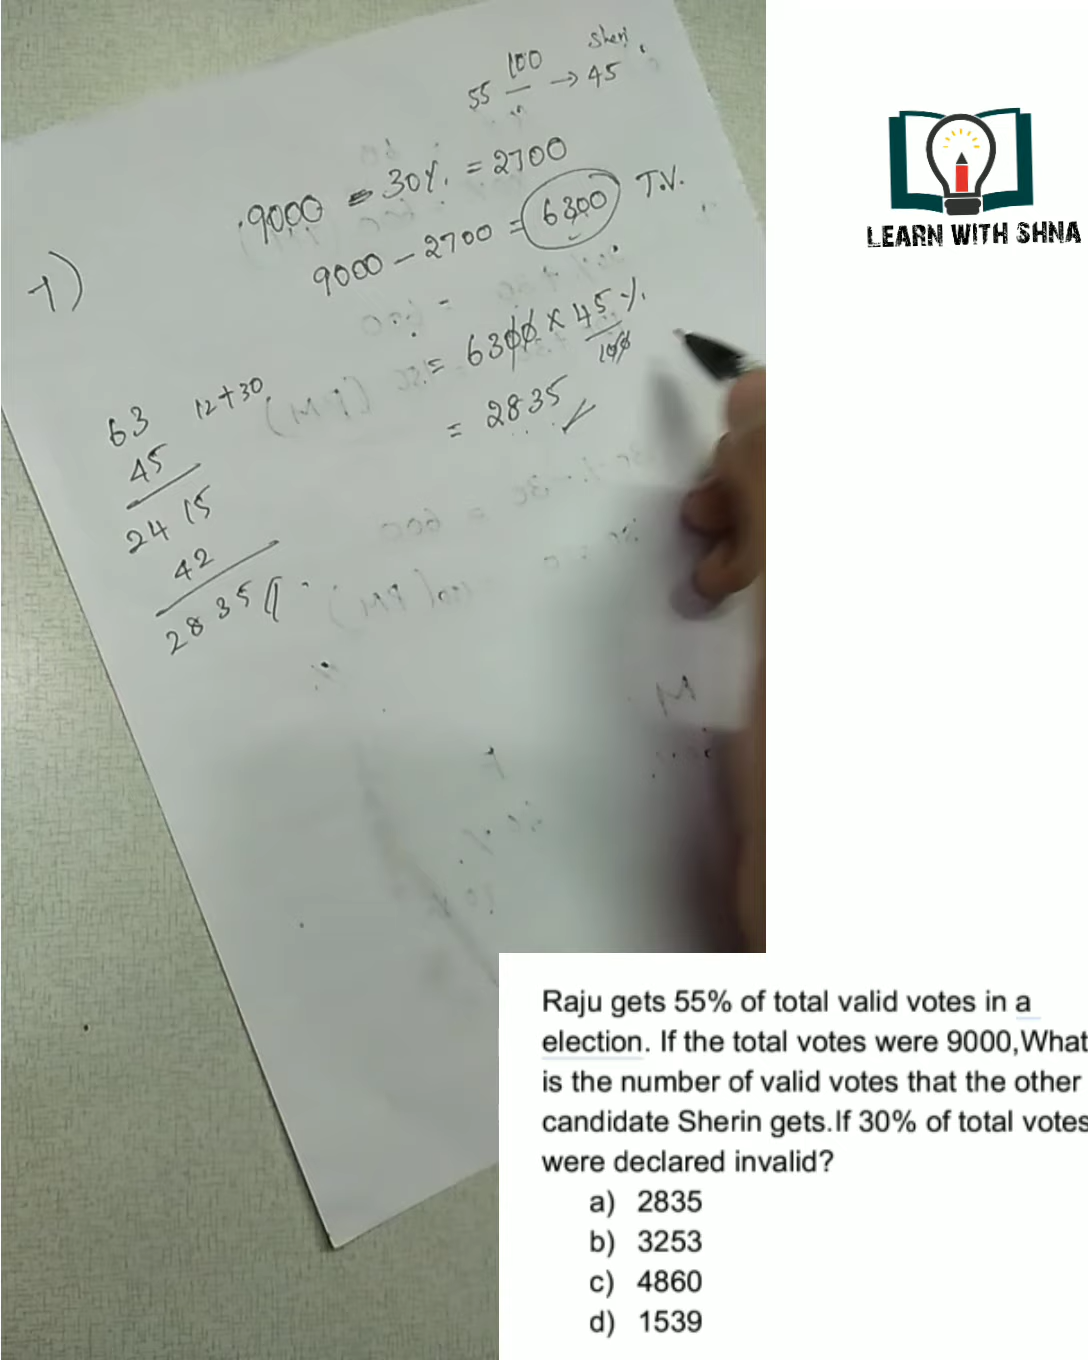 Sheri
100
55 — → 45
9000 - 30% = 2700
9000 - 2700 = 6300 T.V.
1)
= 6300 x 45%
100
= 2835
63 12+30
45
24 15
42
2835
LEARN WITH SHNA
Raju gets 55% of total valid votes in a
election. If the total votes were 9000,What
is the number of valid votes that the other
candidate Sherin gets.If 30% of total votes
were declared invalid?
a) 2835
b) 3253
c) 4860
d) 1539